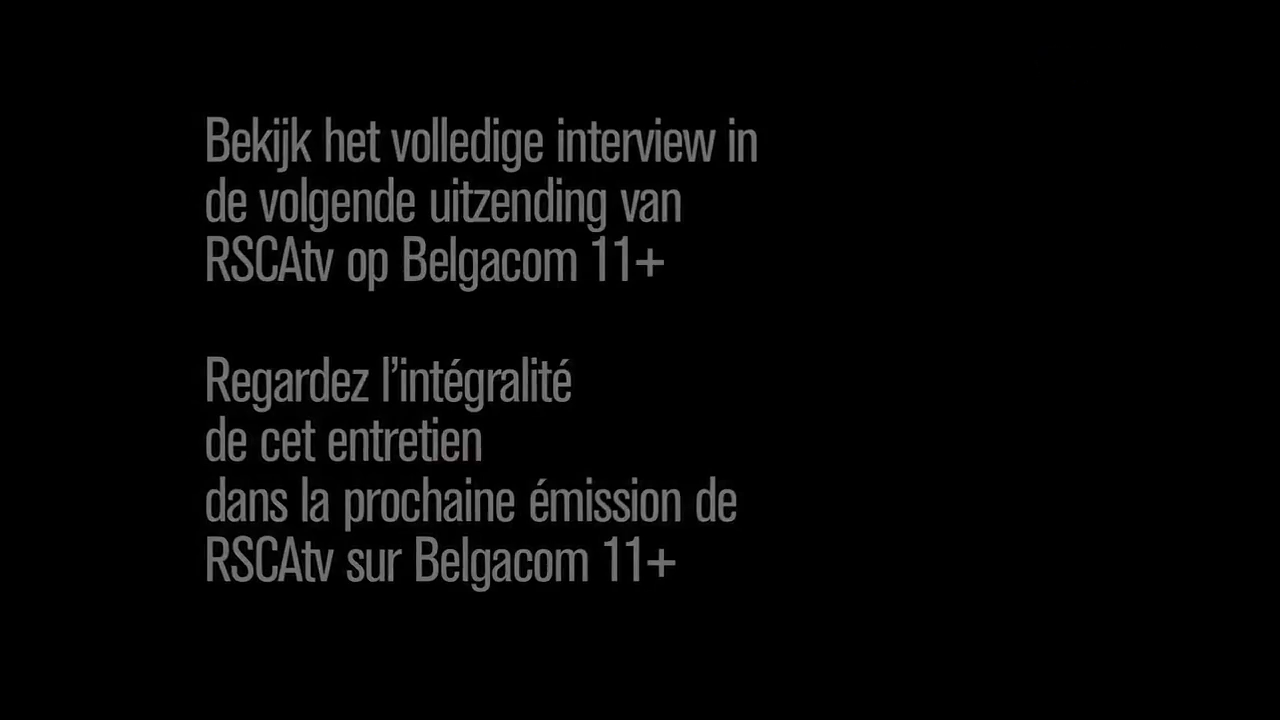 Bekijk het volledige interview in
de volgende uitzending van
RSCAtv op Belgacom 11+
Regardez l'intégralité
de cet entretien
dans la prochaine émission de
RSCAtv sur Belgacom 11+